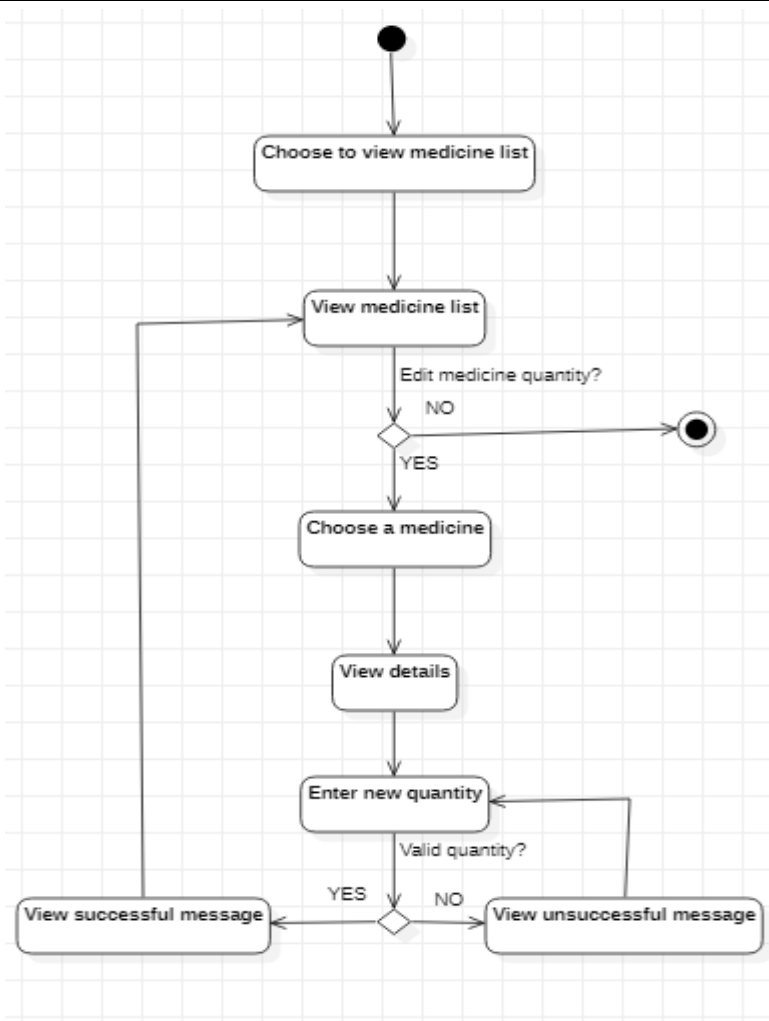 Choose to view medicine list
View medicine list
Edit medicine quantity?
NO
YES
Choose a medicine
View details
Enter new quantity
Valid quantity?
YES
NO
View successful message
View unsuccessful message